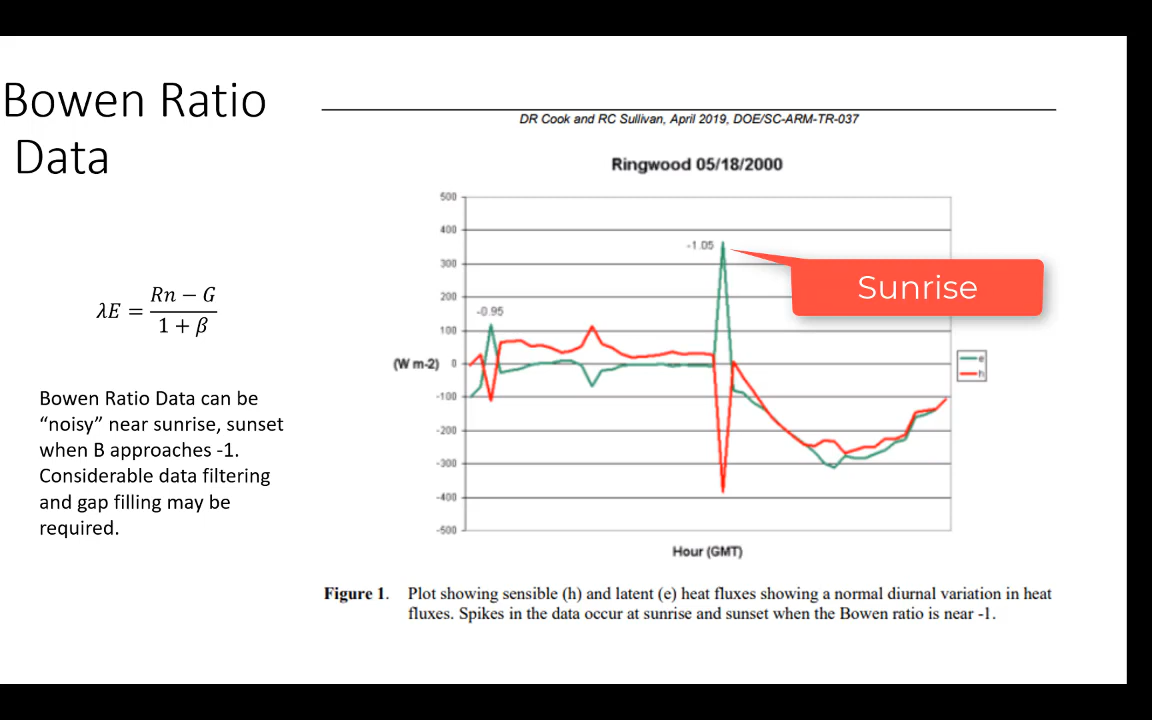 Bowen Ratio
Data
DR Cook and RC Sullivan, April 2019, DOE/SC-ARM-TR-037
Ringwood 05/18/2000
500
400
300
200
100
0
-100
-200
-300
-400
-500
(W m-2)
-0.95
-1.05
Sunrise
e
h
Hour (GMT)
λE = Rn − G
1 + β
Bowen Ratio Data can be
“noisy” near sunrise, sunset
when B approaches -1.
Considerable data filtering
and gap filling may be
required.
Figure 1. Plot showing sensible (h) and latent (e) heat fluxes showing a normal diurnal variation in heat
fluxes. Spikes in the data occur at sunrise and sunset when the Bowen ratio is near -1.